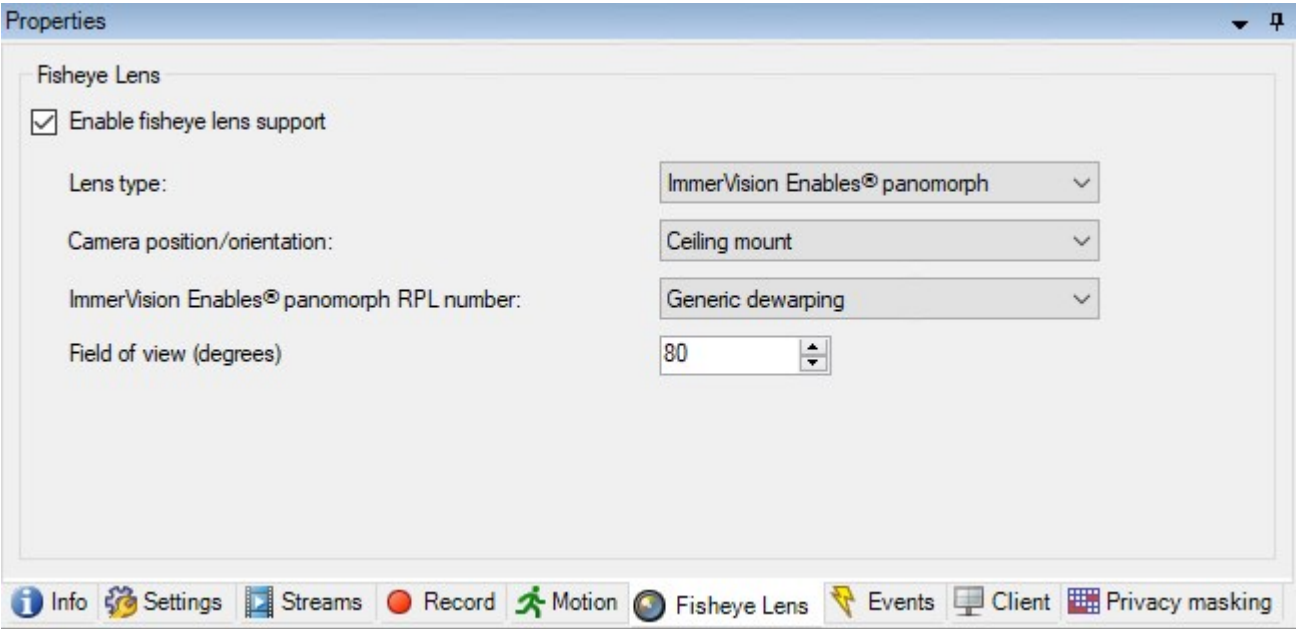 Properties
Fisheye Lens
Enable fisheye lens support
Lens type: ImmerVision Enables® panomorph
Camera position/orientation: Ceiling mount
ImmerVision Enables® panomorph RPL number: Generic dewarping
Field of view (degrees) 80
Info Settings Streams Record Motion Fisheye Lens Events Client Privacy masking